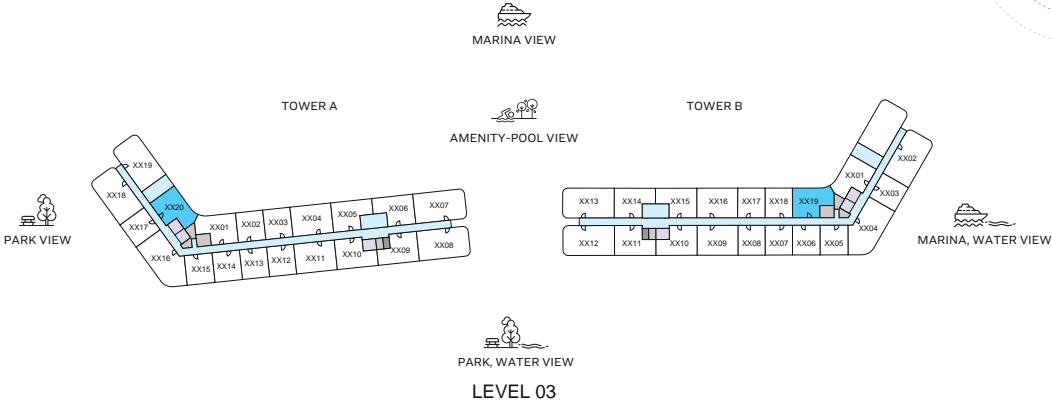 MARINA VIEW
TOWER A
TOWER B
AMENITY-POOL VIEW
PARK VIEW
MARINA, WATER VIEW
XX19
XX18
XX20
XX17
XX16
XX01
XX02
XX03
XX04
XX05
XX06
XX07
XX15
XX14
XX13
XX12
XX11
XX10
XX09
XX08
XX13
XX14
XX15
XX16
XX17
XX18
XX19
XX01
XX02
XX03
XX04
XX12
XX11
XX10
XX09
XX08
XX07
XX06
XX05
PARK, WATER VIEW
LEVEL 03